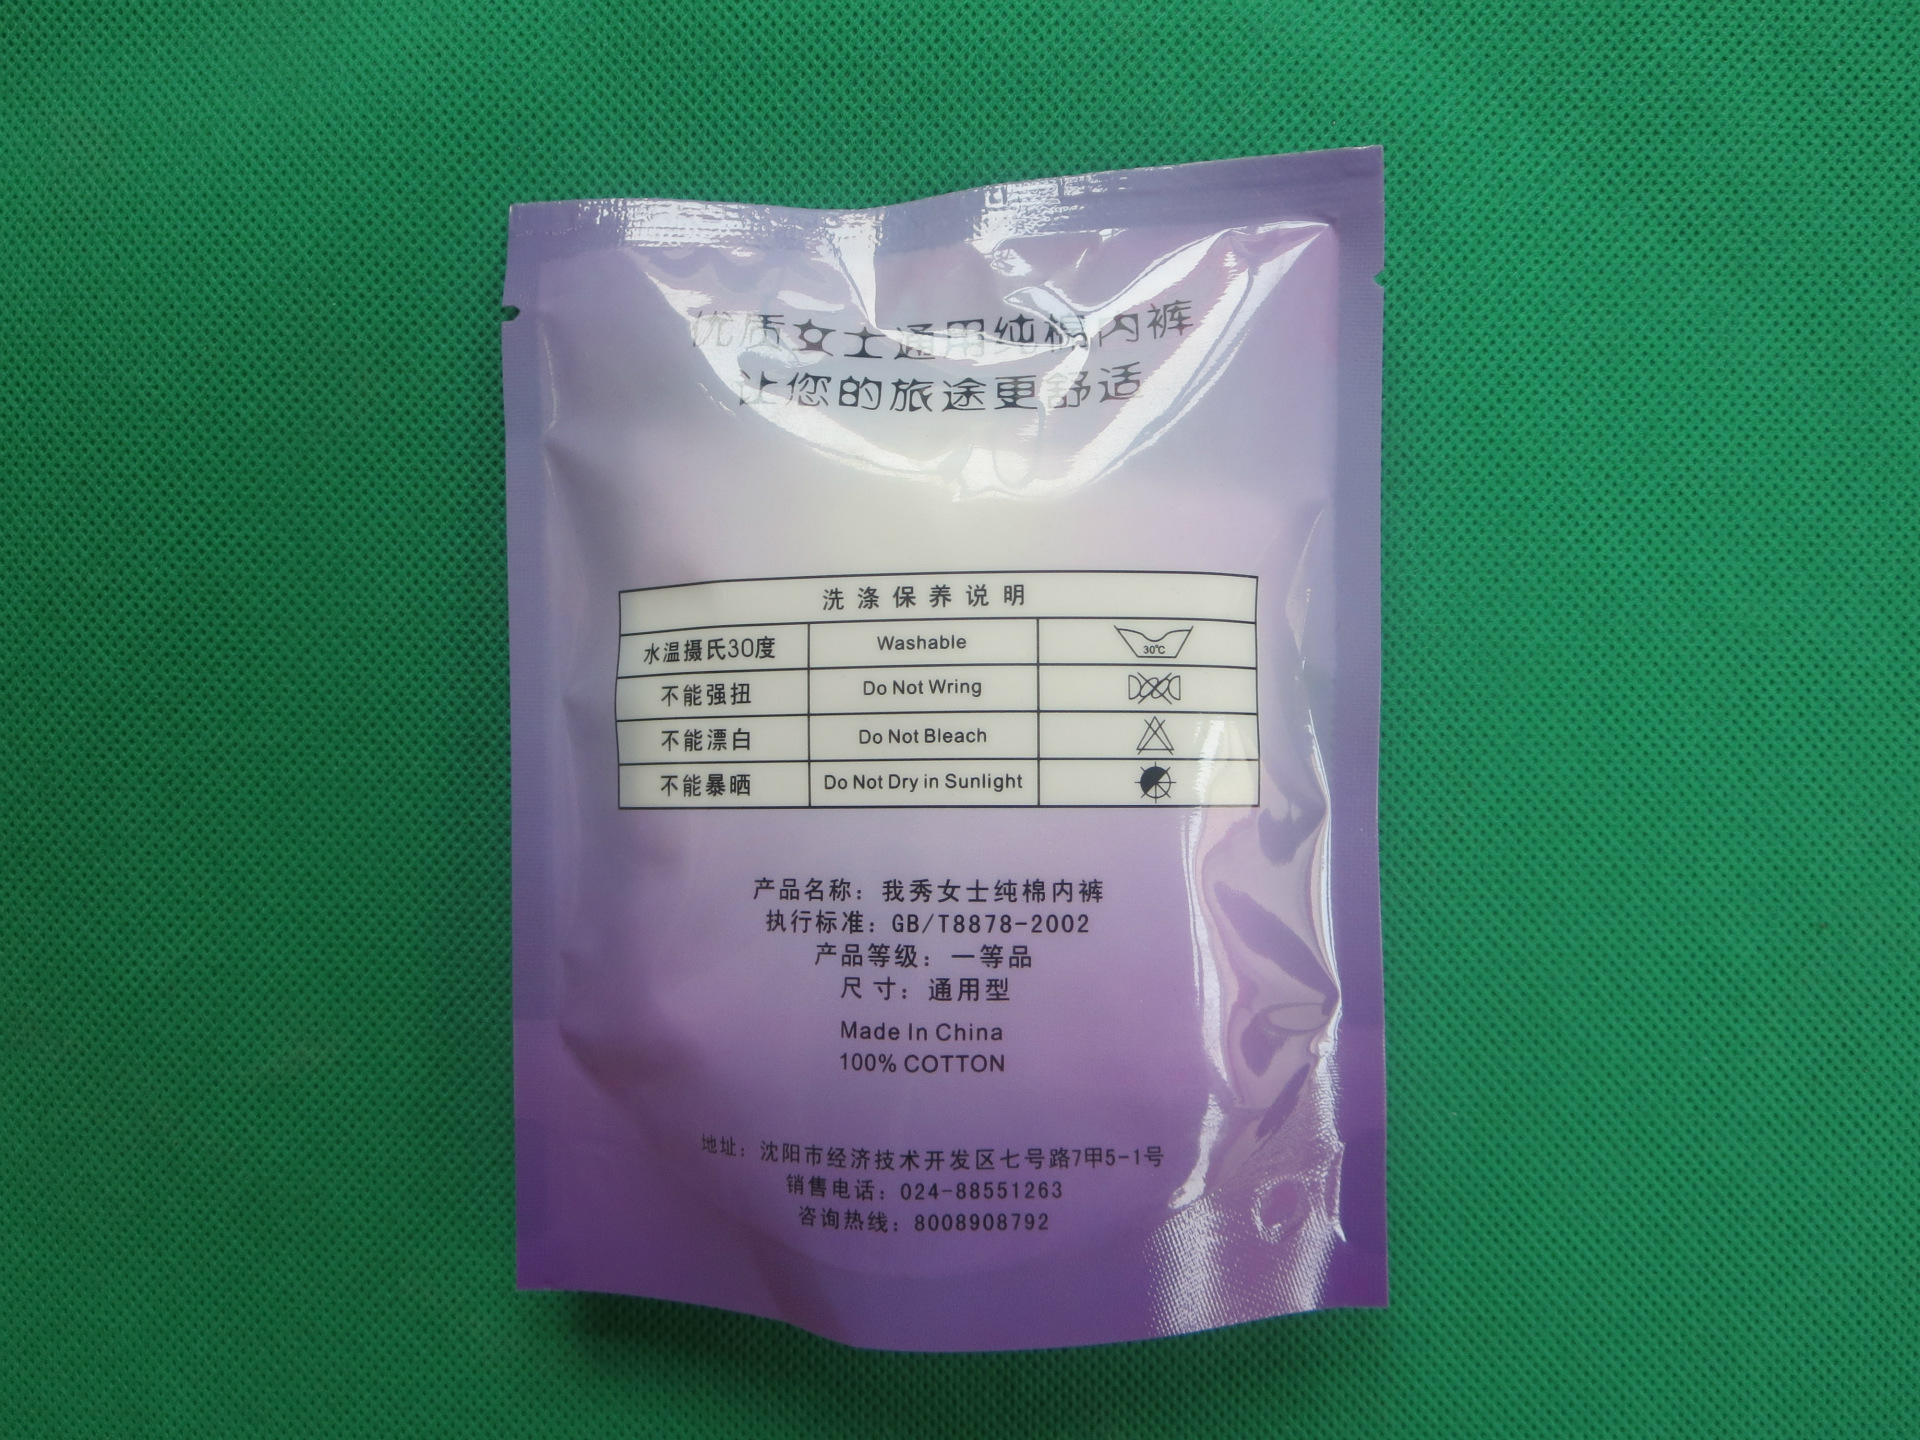 优质女士通用纯棉内裤
让您的旅途更舒适
洗涤保养说明
水温摄氏30度 Washable 30℃
不能强扭 Do Not Wring
不能漂白 Do Not Bleach
不能暴晒 Do Not Dry in Sunlight
产品名称：我秀女士纯棉内裤
执行标准：GB/T8878-2002
产品等级：一等品
尺寸：通用型
Made In China
100% COTTON
地址：沈阳市经济技术开发区七号路7甲5-1号
销售电话：024-88551263
咨询热线：8008908792